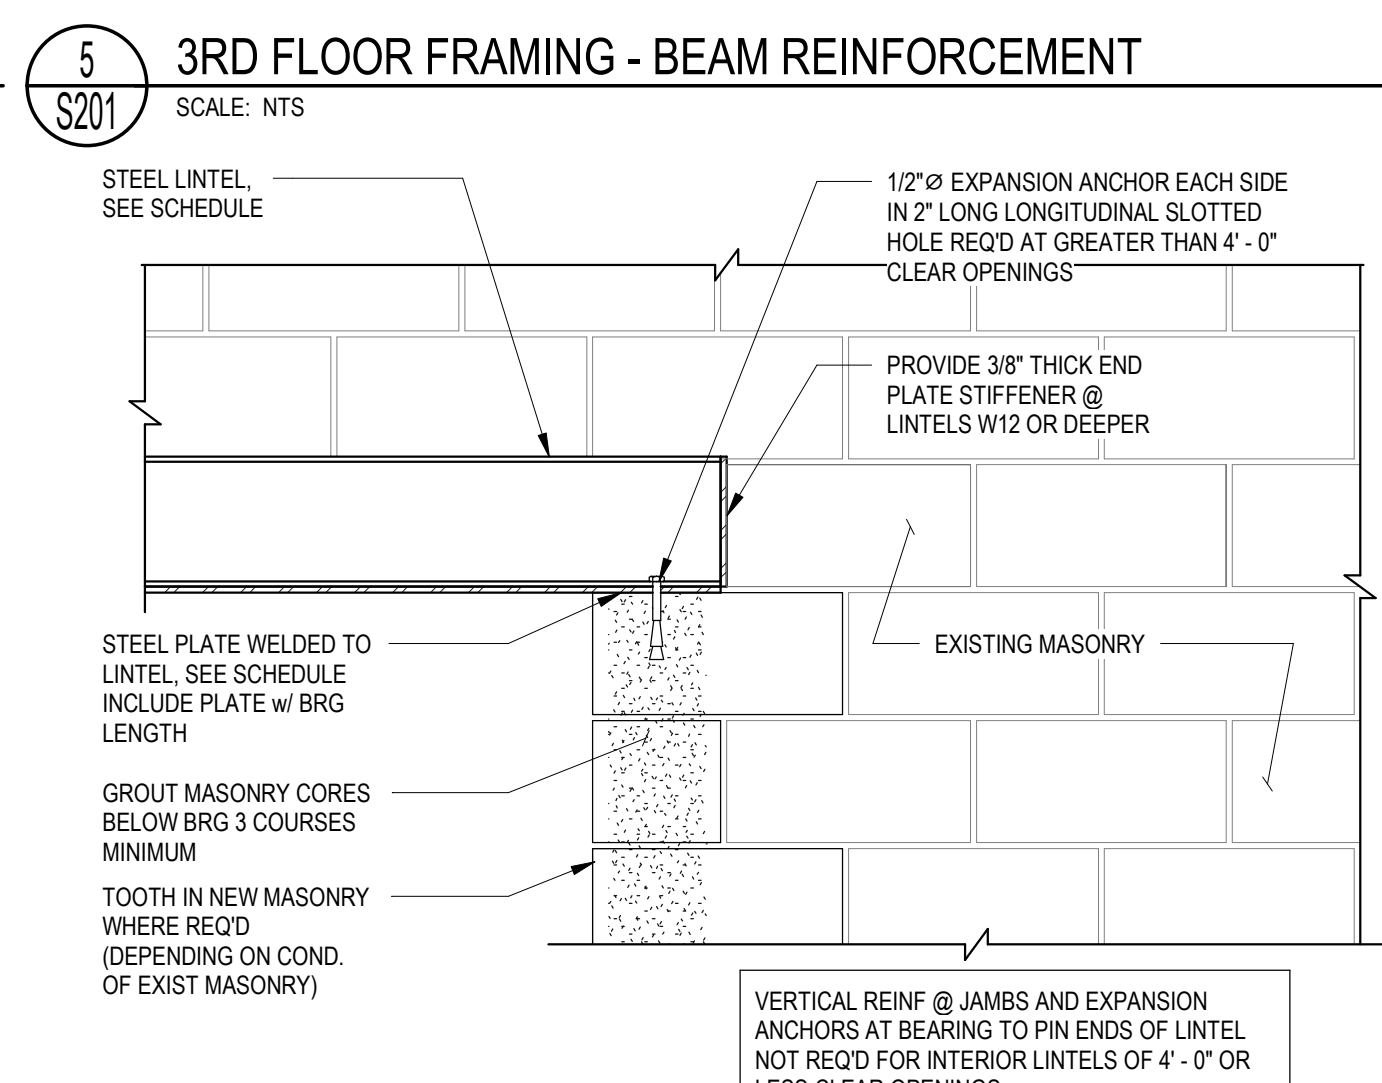 5
S201
3RD FLOOR FRAMING - BEAM REINFORCEMENT
SCALE: NTS
STEEL LINTEL,
SEE SCHEDULE
1/2"Ø EXPANSION ANCHOR EACH SIDE
IN 2" LONG LONGITUDINAL SLOTTED
HOLE REQ'D AT GREATER THAN 4' - 0"
CLEAR OPENINGS
PROVIDE 3/8" THICK END
PLATE STIFFENER @
LINTELS W12 OR DEEPER
STEEL PLATE WELDED TO
LINTEL, SEE SCHEDULE
INCLUDE PLATE w/ BRG
LENGTH
EXISTING MASONRY
GROUT MASONRY CORES
BELOW BRG 3 COURSES
MINIMUM
TOOTH IN NEW MASONRY
WHERE REQ'D
(DEPENDING ON COND.
OF EXIST MASONRY)
VERTICAL REINF @ JAMBS AND EXPANSION
ANCHORS AT BEARING TO PIN ENDS OF LINTEL
NOT REQ'D FOR INTERIOR LINTELS OF 4' - 0" OR
LESS CLEAR OPENINGS